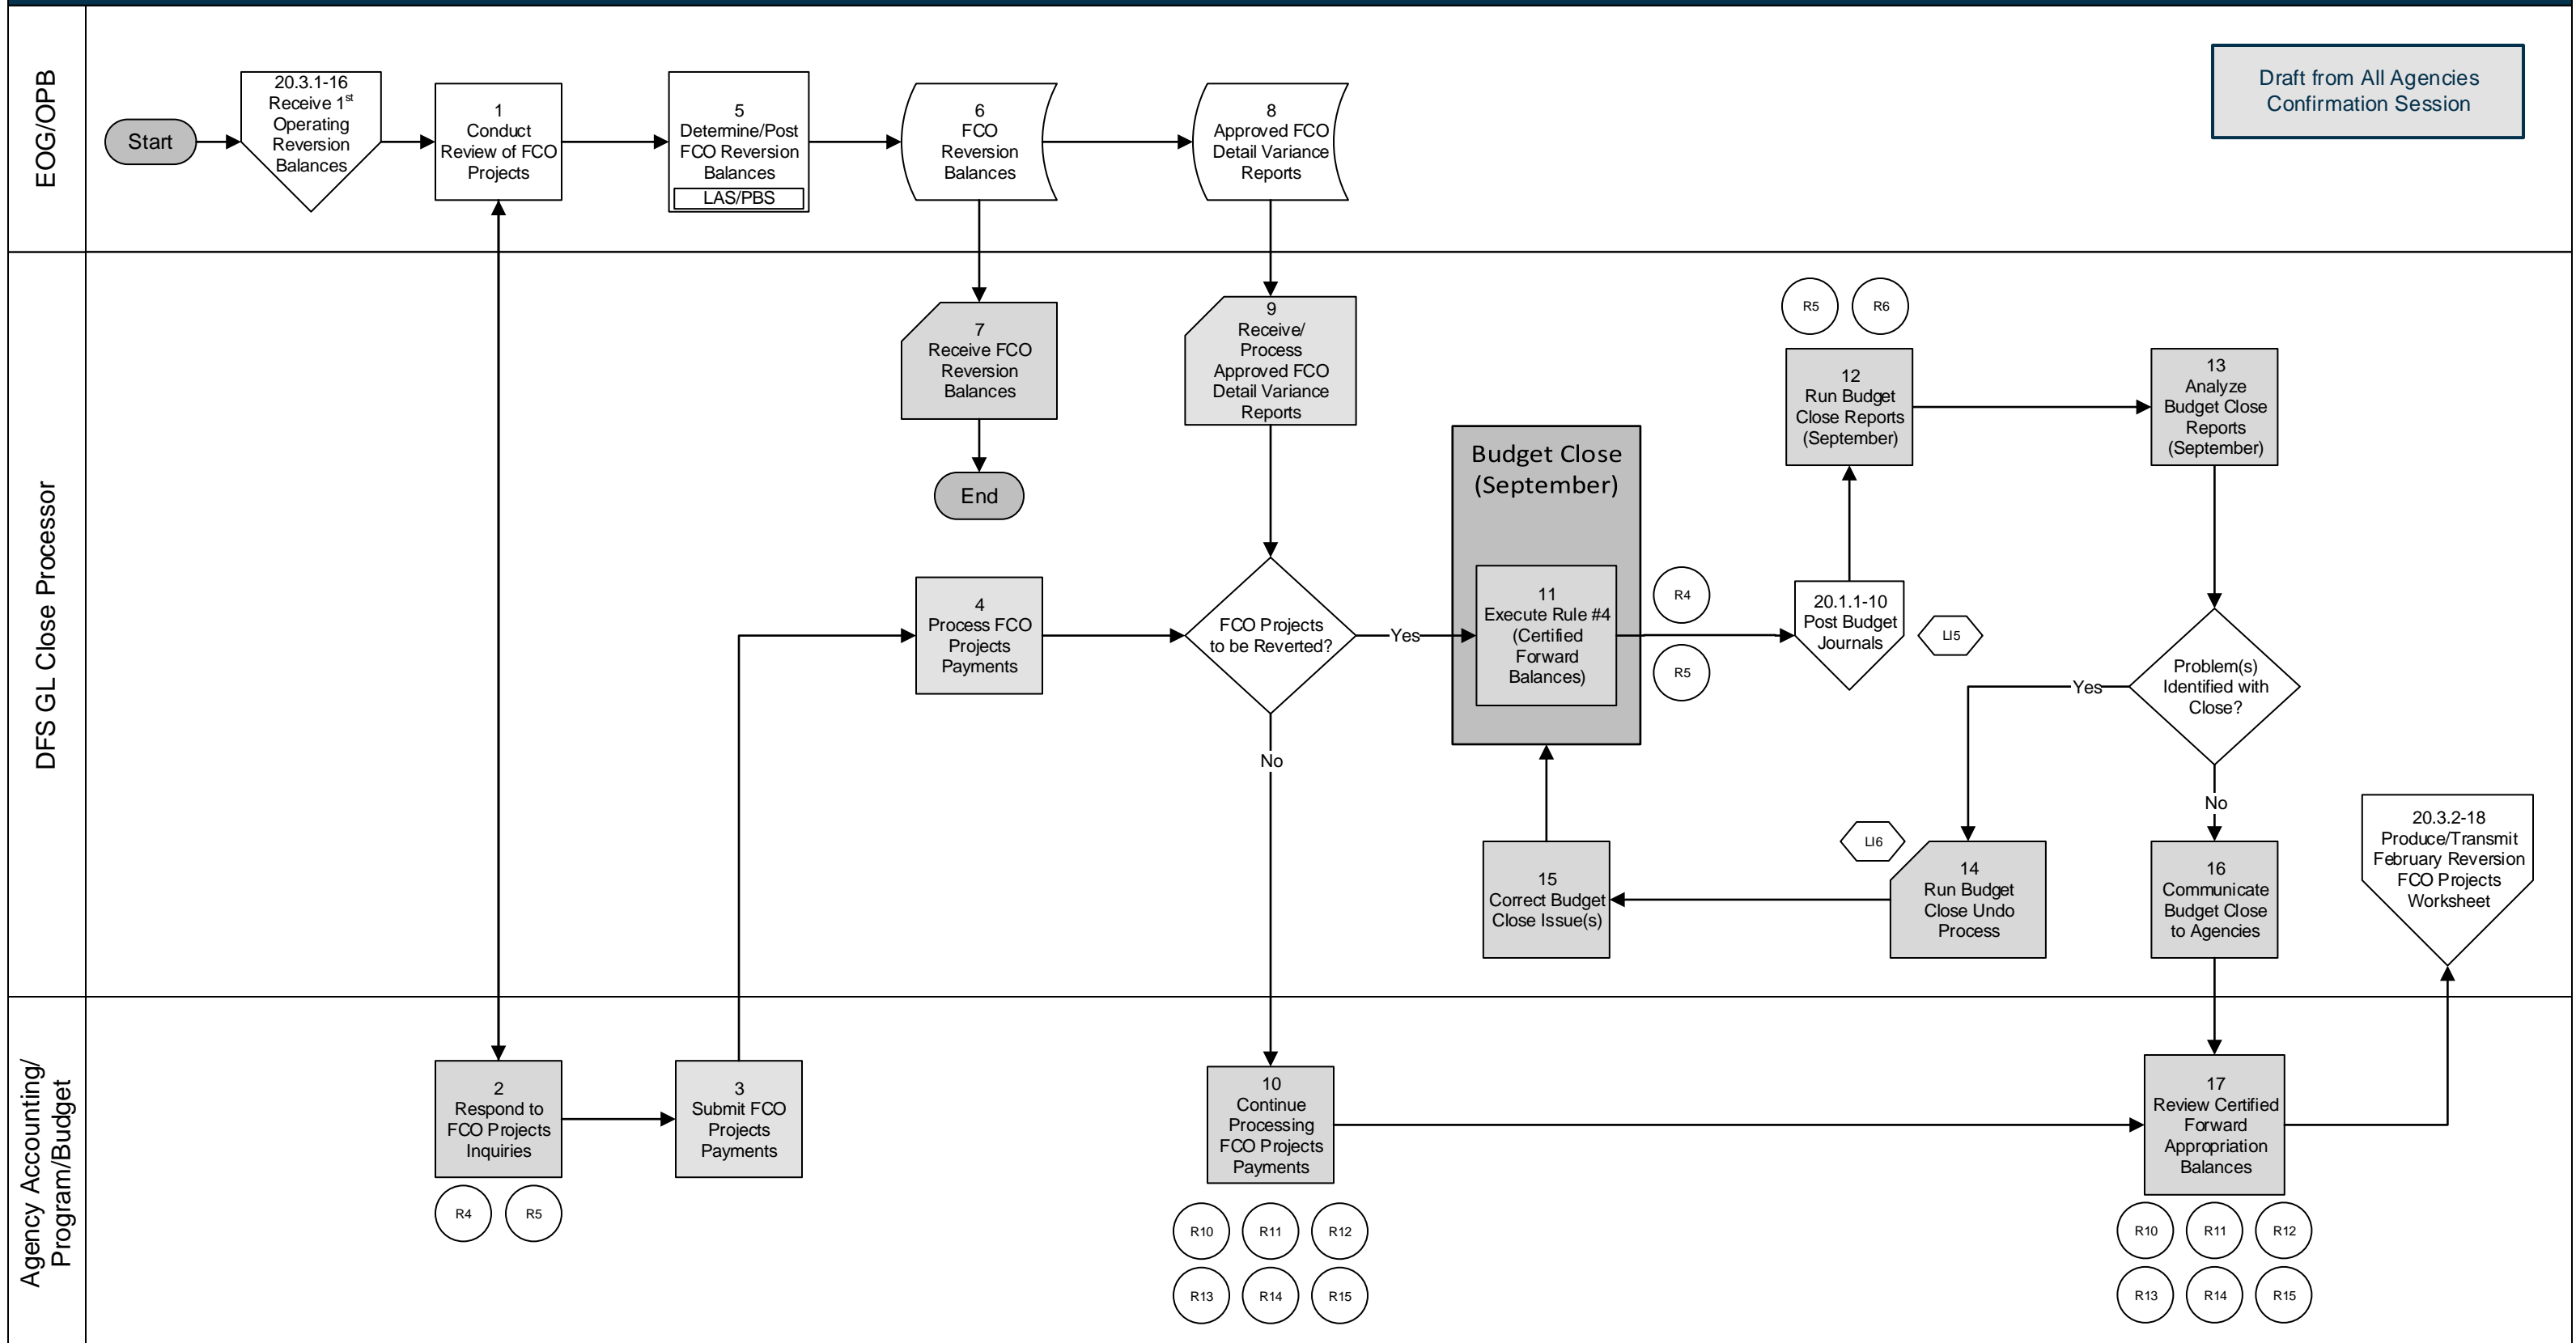 EOG/OPB
Start
20.3.1-16
Receive 1st
Operating
Reversion
Balances
1
Conduct
Review of FCO
Projects
5
Determine/Post
FCO Reversion
Balances
LAS/PBS
6
FCO
Reversion
Balances
8
Approved FCO
Detail Variance
Reports
Draft from All Agencies
Confirmation Session
DFS GL Close Processor
7
Receive FCO
Reversion
Balances
End
9
Receive/
Process
Approved FCO
Detail Variance
Reports
4
Process FCO
Projects
Payments
FCO Projects
to be Reverted?
Yes
No
Budget Close
(September)
11
Execute Rule #4
(Certified
Forward
Balances)
R4
R5
20.1.1-10
Post Budget
Journals
LI5
R5
R6
12
Run Budget
Close Reports
(September)
13
Analyze
Budget Close
Reports
(September)
Problem(s)
Identified with
Close?
Yes
No
LI6
14
Run Budget
Close Undo
Process
15
Correct Budget
Close Issue(s)
16
Communicate
Budget Close
to Agencies
20.3.2-18
Produce/Transmit
February Reversion
FCO Projects
Worksheet
Agency Accounting/
Program/Budget
2
Respond to
FCO Projects
Inquiries
R4
R5
3
Submit FCO
Projects
Payments
10
Continue
Processing
FCO Projects
Payments
R10
R11
R12
R13
R14
R15
17
Review Certified
Forward
Appropriation
Balances
R10
R11
R12
R13
R14
R15